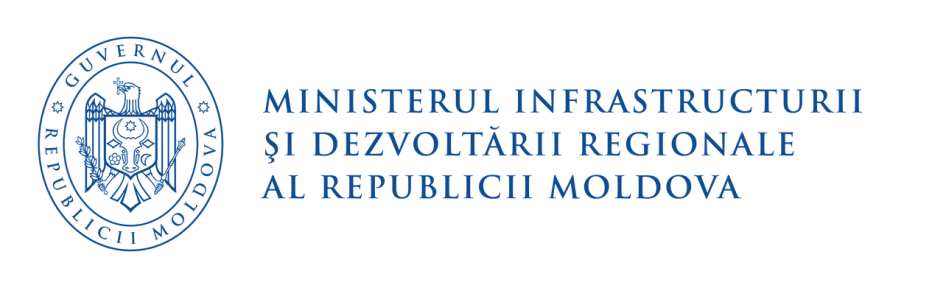 GUVERNUL
REPUBLICII MOLDOVA
MINISTERUL INFRASTRUCTURII
ŞI DEZVOLTĂRII REGIONALE
AL REPUBLICII MOLDOVA